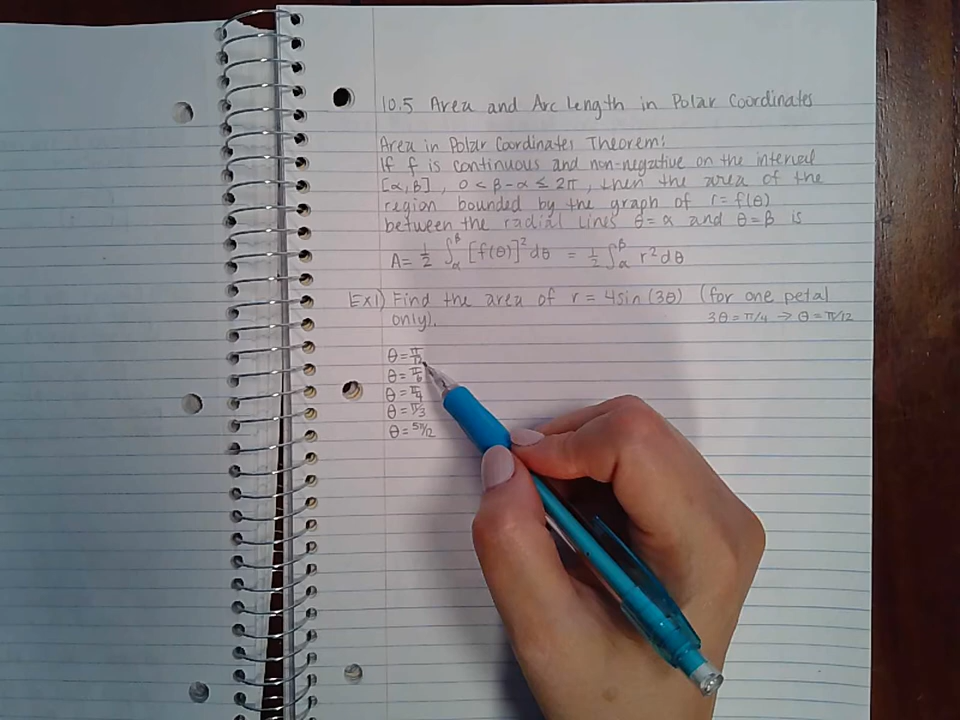 10.5 Area and Arc Length in Polar Coordinates
Area in Polar Coordinates Theorem:
If f is continuous and non-negative on the interval
[α,β], 0 < β-α ≤ 2π, then the area of the
region bounded by the graph of r=f(θ)
between the radial lines θ=α and θ=β is
A= 1/2 ∫_α^β [f(θ)]² dθ = 1/2 ∫_α^β r² dθ
Ex1) Find the area of r = 4sin(3θ) (for one petal
only). 3θ=π/4 → θ=π/12
θ=π/12
θ=π/6
θ=π/4
θ=π/3
θ=5π/12